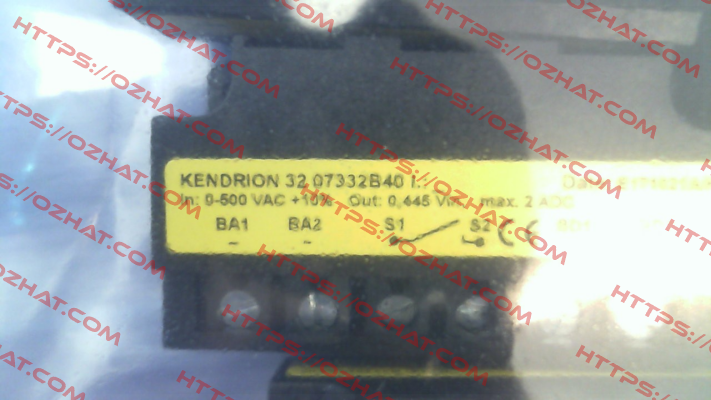 KENDRION 32 07332B40
In: 0-500 VAC +10% Out: 0,445 Vin, max. 2 ADC
BA1 BA2 S1 S2 CE
~ ~
HTTPS://OZHAT.COM